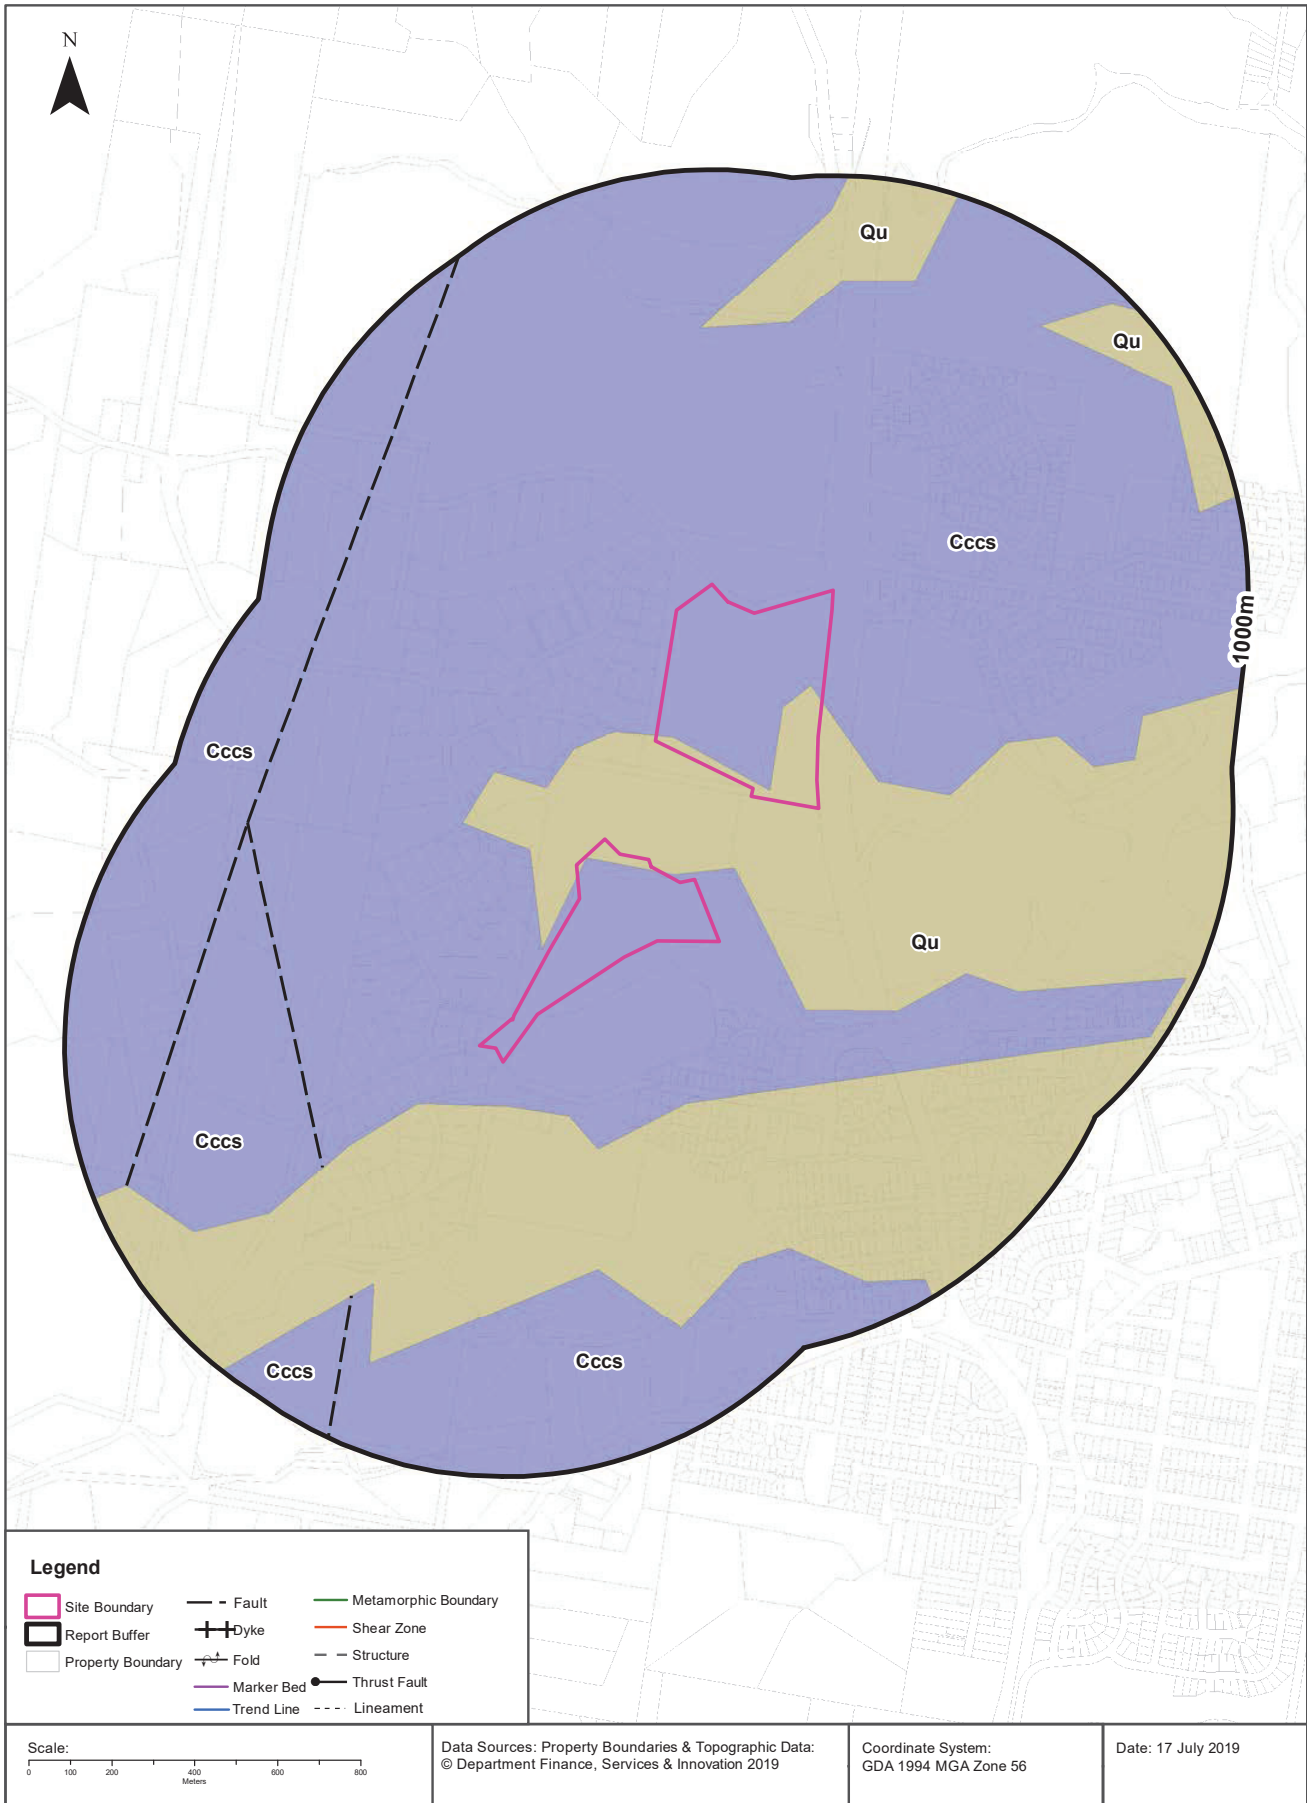 N
Qu
Qu
Cccs
1000m
Cccs
Qu
Cccs
Cccs
Cccs
Legend
Site Boundary
Report Buffer
Property Boundary
Fault
Dyke
Fold
Marker Bed
Trend Line
Metamorphic Boundary
Shear Zone
Structure
Thrust Fault
Lineament
Scale:
0 100 200 400 600 800
Meters
Data Sources: Property Boundaries & Topographic Data:
© Department Finance, Services & Innovation 2019
Coordinate System:
GDA 1994 MGA Zone 56
Date: 17 July 2019